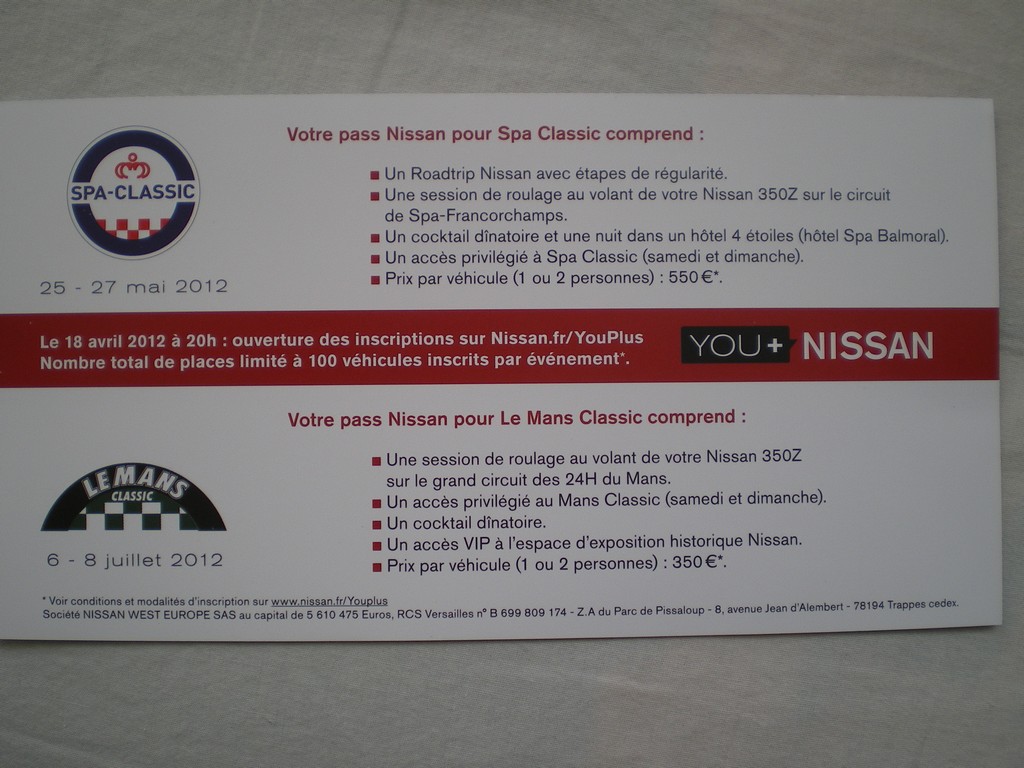 Votre pass Nissan pour Spa Classic comprend :
SPA-CLASSIC
25 - 27 mai 2012
■ Un Roadtrip Nissan avec étapes de régularité.
■ Une session de roulage au volant de votre Nissan 350Z sur le circuit
de Spa-Francorchamps.
■ Un cocktail dînatoire et une nuit dans un hôtel 4 étoiles (hôtel Spa Balmoral).
■ Un accès privilégié à Spa Classic (samedi et dimanche).
■ Prix par véhicule (1 ou 2 personnes) : 550 €*.
Le 18 avril 2012 à 20h : ouverture des inscriptions sur Nissan.fr/YouPlus
Nombre total de places limité à 100 véhicules inscrits par événement*.
YOU+ NISSAN
Votre pass Nissan pour Le Mans Classic comprend :
LE MANS
CLASSIC
6 - 8 juillet 2012
■ Une session de roulage au volant de votre Nissan 350Z
sur le grand circuit des 24H du Mans.
■ Un accès privilégié au Mans Classic (samedi et dimanche).
■ Un cocktail dînatoire.
■ Un accès VIP à l'espace d'exposition historique Nissan.
■ Prix par véhicule (1 ou 2 personnes) : 350 €*.
* Voir conditions et modalités d'inscription sur www.nissan.fr/Youplus
Société NISSAN WEST EUROPE SAS au capital de 5 610 475 Euros, RCS Versailles n° B 699 809 174 - Z.A du Parc de Pissaloup - 8, avenue Jean d'Alembert - 78194 Trappes cedex.